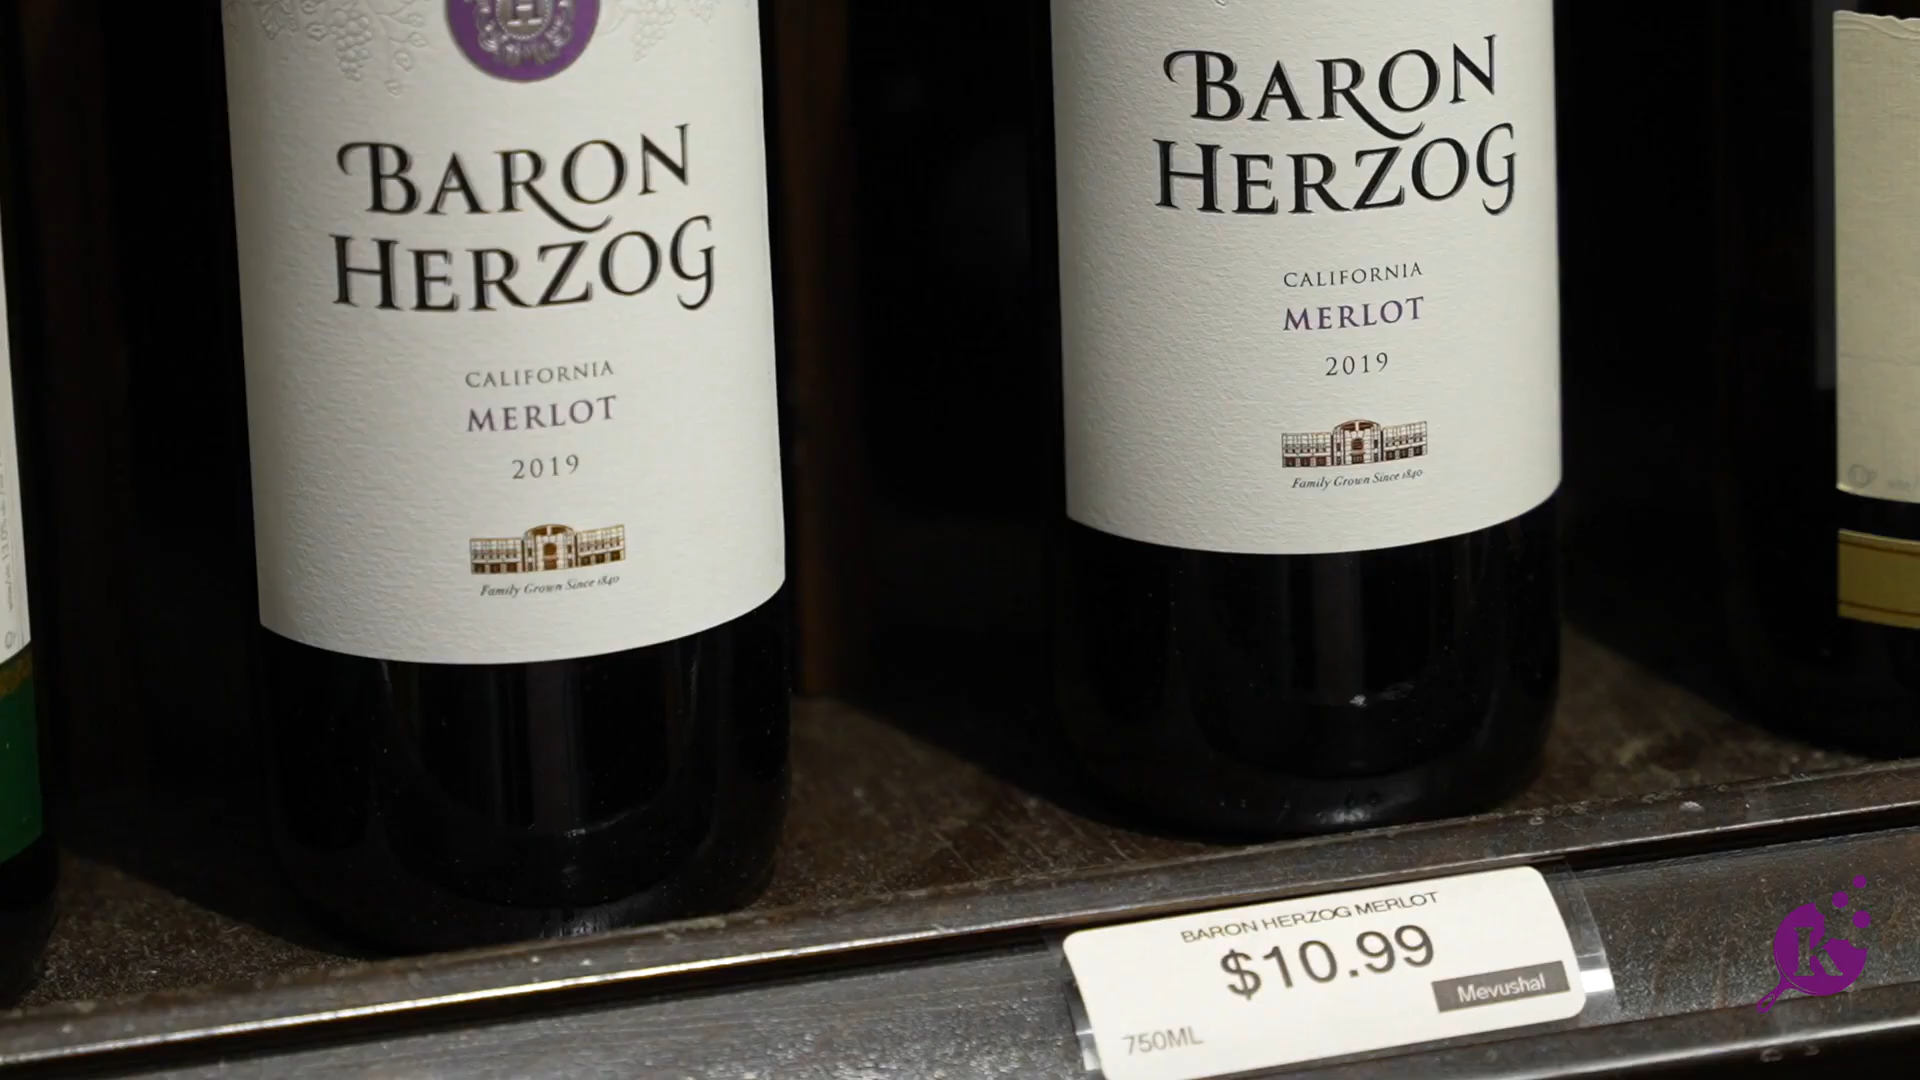 H
BARON
HERZOG
CALIFORNIA
MERLOT
2019
Family Grown Since 1840
BARON
HERZOG
CALIFORNIA
MERLOT
2019
Family Grown Since 1840
BARON HERZOG MERLOT
$10.99
Mevushal
750ML
K